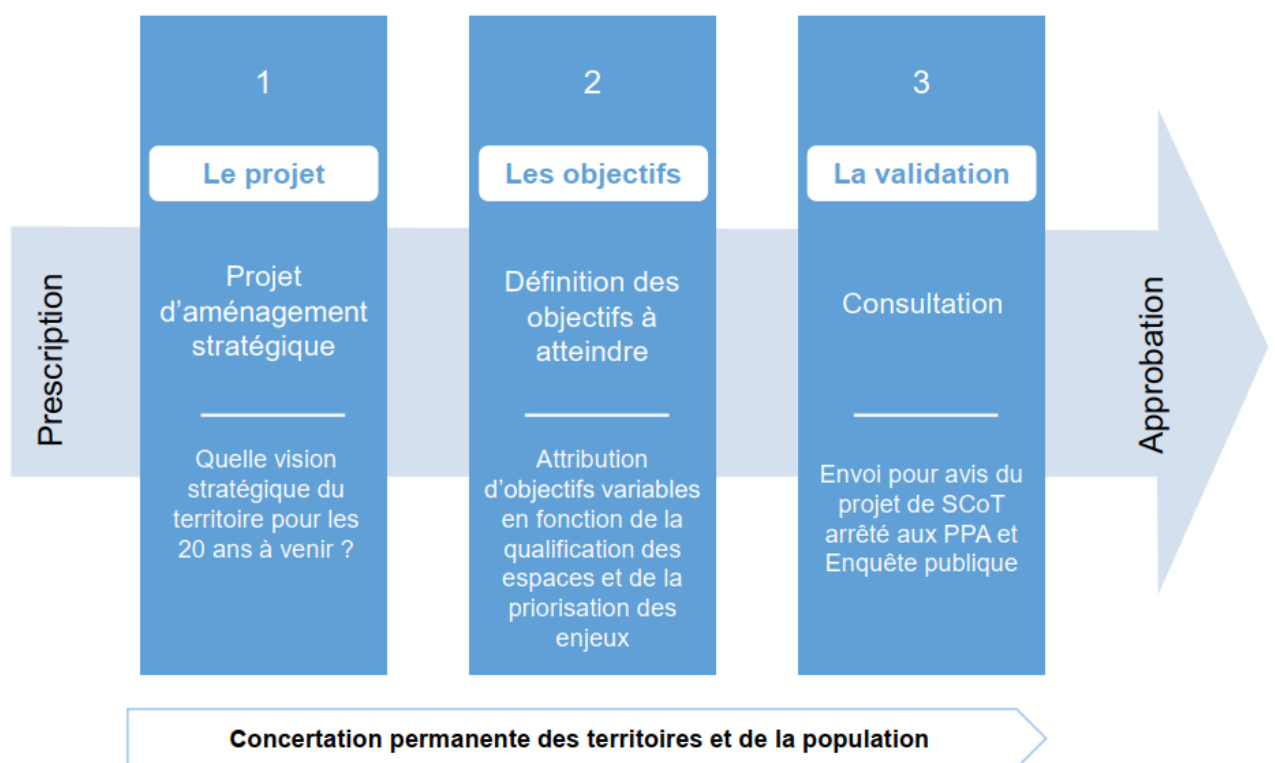 Prescription
1
Le projet
Projet
d’aménagement
stratégique
Quelle vision
stratégique du
territoire pour les
20 ans à venir ?
2
Les objectifs
Définition des
objectifs à
atteindre
Attribution
d’objectifs variables
en fonction de la
qualification des
espaces et de la
priorisation des
enjeux
3
La validation
Consultation
Envoi pour avis du
projet de SCoT
arrêté aux PPA et
Enquête publique
Approbation
Concertation permanente des territoires et de la population